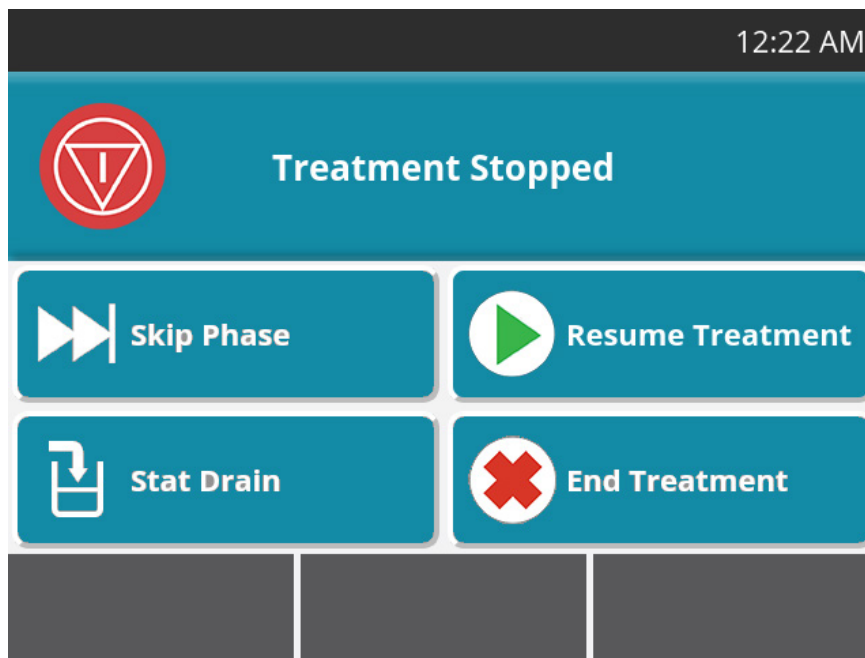 12:22 AM
Treatment Stopped
Skip Phase
Resume Treatment
Stat Drain
End Treatment